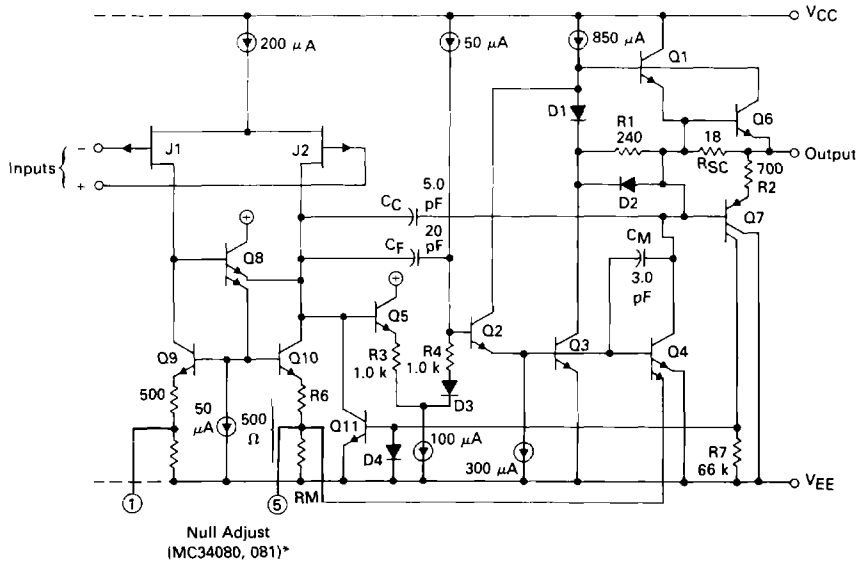 VCC
200 µA
50 µA
850 µA
Q1
D1
Q6
R1
240
18
RSC
Output
Inputs
-
+
J1
J2
D2
700
R2
5.0
pF
CC
20
pF
CF
Q7
CM
3.0
pF
+
Q8
+
Q5
Q2
Q3
Q4
Q9
Q10
R3
1.0 k
R4
1.0 k
D3
500
50
µA
500
Ω
R6
Q11
D4
100 µA
300 µA
R7
66 k
VEE
1
5
RM
Null Adjust
(MC34080, 081)*